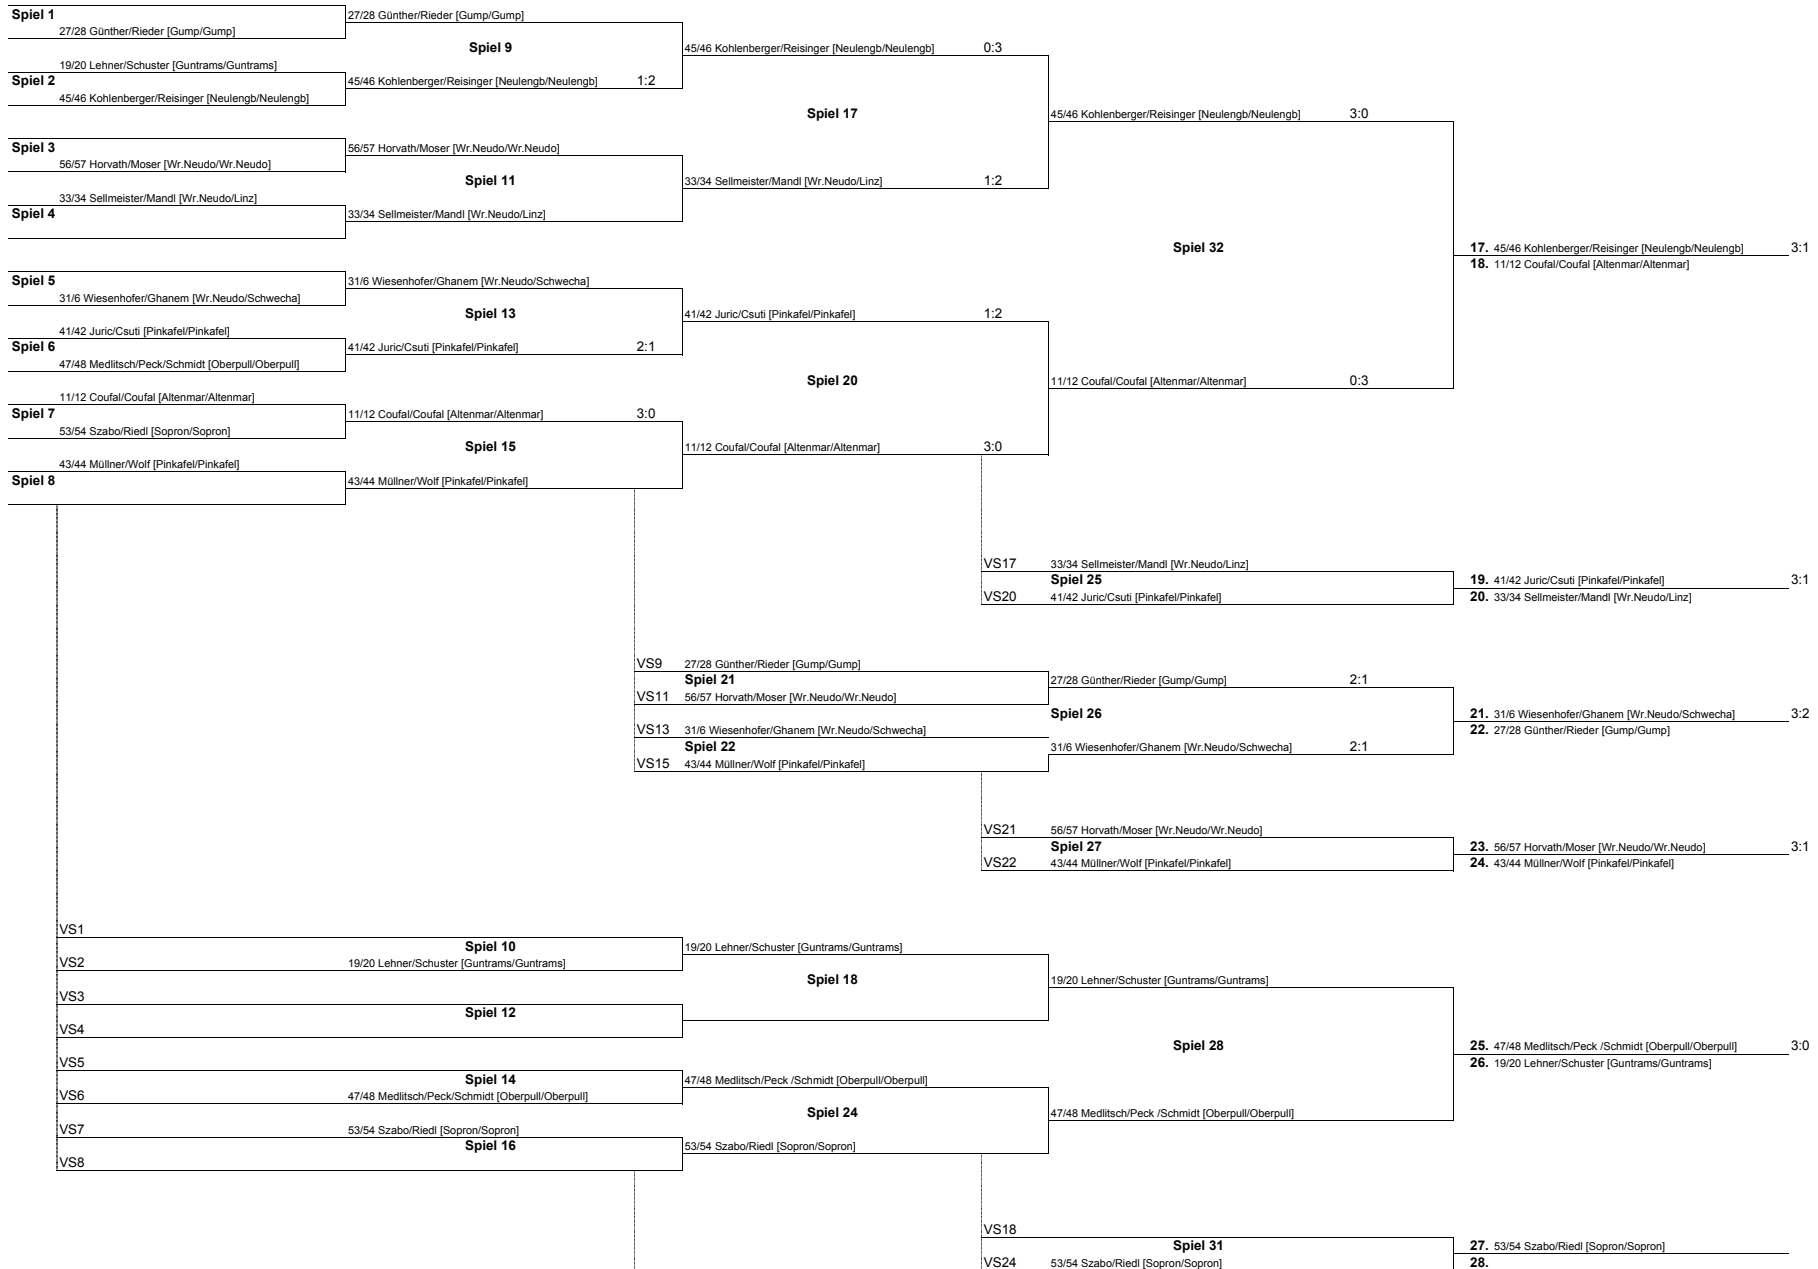 Spiel 1
27/28 Günther/Rieder [Gump/Gump]
27/28 Günther/Rieder [Gump/Gump]
Spiel 9
45/46 Kohlenberger/Reisinger [Neulengb/Neulengb] 0:3
19/20 Lehner/Schuster [Guntrams/Guntrams]
Spiel 2
45/46 Kohlenberger/Reisinger [Neulengb/Neulengb] 1:2
45/46 Kohlenberger/Reisinger [Neulengb/Neulengb]
Spiel 17
45/46 Kohlenberger/Reisinger [Neulengb/Neulengb] 3:0
Spiel 3
56/57 Horvath/Moser [Wr.Neudo/Wr.Neudo]
56/57 Horvath/Moser [Wr.Neudo/Wr.Neudo]
Spiel 11
33/34 Sellmeister/Mandl [Wr.Neudo/Linz] 1:2
33/34 Sellmeister/Mandl [Wr.Neudo/Linz]
Spiel 4
33/34 Sellmeister/Mandl [Wr.Neudo/Linz]
Spiel 32
17. 45/46 Kohlenberger/Reisinger [Neulengb/Neulengb] 3:1
18. 11/12 Coufal/Coufal [Altenmar/Altenmar]
Spiel 5
31/6 Wiesenhofer/Ghanem [Wr.Neudo/Schwecha]
31/6 Wiesenhofer/Ghanem [Wr.Neudo/Schwecha]
Spiel 13
41/42 Juric/Csuti [Pinkafel/Pinkafel] 1:2
41/42 Juric/Csuti [Pinkafel/Pinkafel]
Spiel 6
41/42 Juric/Csuti [Pinkafel/Pinkafel] 2:1
47/48 Medlitsch/Peck/Schmidt [Oberpull/Oberpull]
Spiel 20
11/12 Coufal/Coufal [Altenmar/Altenmar] 0:3
11/12 Coufal/Coufal [Altenmar/Altenmar]
Spiel 7
11/12 Coufal/Coufal [Altenmar/Altenmar] 3:0
53/54 Szabo/Riedl [Sopron/Sopron]
Spiel 15
11/12 Coufal/Coufal [Altenmar/Altenmar] 3:0
43/44 Müllner/Wolf [Pinkafel/Pinkafel]
Spiel 8
43/44 Müllner/Wolf [Pinkafel/Pinkafel]
VS17 33/34 Sellmeister/Mandl [Wr.Neudo/Linz]
Spiel 25
19. 41/42 Juric/Csuti [Pinkafel/Pinkafel] 3:1
VS20 41/42 Juric/Csuti [Pinkafel/Pinkafel]
20. 33/34 Sellmeister/Mandl [Wr.Neudo/Linz]
VS9 27/28 Günther/Rieder [Gump/Gump]
Spiel 21
27/28 Günther/Rieder [Gump/Gump] 2:1
VS11 56/57 Horvath/Moser [Wr.Neudo/Wr.Neudo]
Spiel 26
21. 31/6 Wiesenhofer/Ghanem [Wr.Neudo/Schwecha] 3:2
VS13 31/6 Wiesenhofer/Ghanem [Wr.Neudo/Schwecha]
22. 27/28 Günther/Rieder [Gump/Gump]
Spiel 22
31/6 Wiesenhofer/Ghanem [Wr.Neudo/Schwecha] 2:1
VS15 43/44 Müllner/Wolf [Pinkafel/Pinkafel]
VS21 56/57 Horvath/Moser [Wr.Neudo/Wr.Neudo]
Spiel 27
23. 56/57 Horvath/Moser [Wr.Neudo/Wr.Neudo] 3:1
VS22 43/44 Müllner/Wolf [Pinkafel/Pinkafel]
24. 43/44 Müllner/Wolf [Pinkafel/Pinkafel]
VS1
Spiel 10
19/20 Lehner/Schuster [Guntrams/Guntrams]
VS2 19/20 Lehner/Schuster [Guntrams/Guntrams]
Spiel 18
19/20 Lehner/Schuster [Guntrams/Guntrams]
VS3
Spiel 12
VS4
Spiel 28
25. 47/48 Medlitsch/Peck /Schmidt [Oberpull/Oberpull] 3:0
26. 19/20 Lehner/Schuster [Guntrams/Guntrams]
VS5
Spiel 14
47/48 Medlitsch/Peck /Schmidt [Oberpull/Oberpull]
VS6 47/48 Medlitsch/Peck/Schmidt [Oberpull/Oberpull]
Spiel 24
47/48 Medlitsch/Peck /Schmidt [Oberpull/Oberpull]
VS7 53/54 Szabo/Riedl [Sopron/Sopron]
Spiel 16
53/54 Szabo/Riedl [Sopron/Sopron]
VS8
VS18
Spiel 31
27. 53/54 Szabo/Riedl [Sopron/Sopron]
VS24 53/54 Szabo/Riedl [Sopron/Sopron]
28.